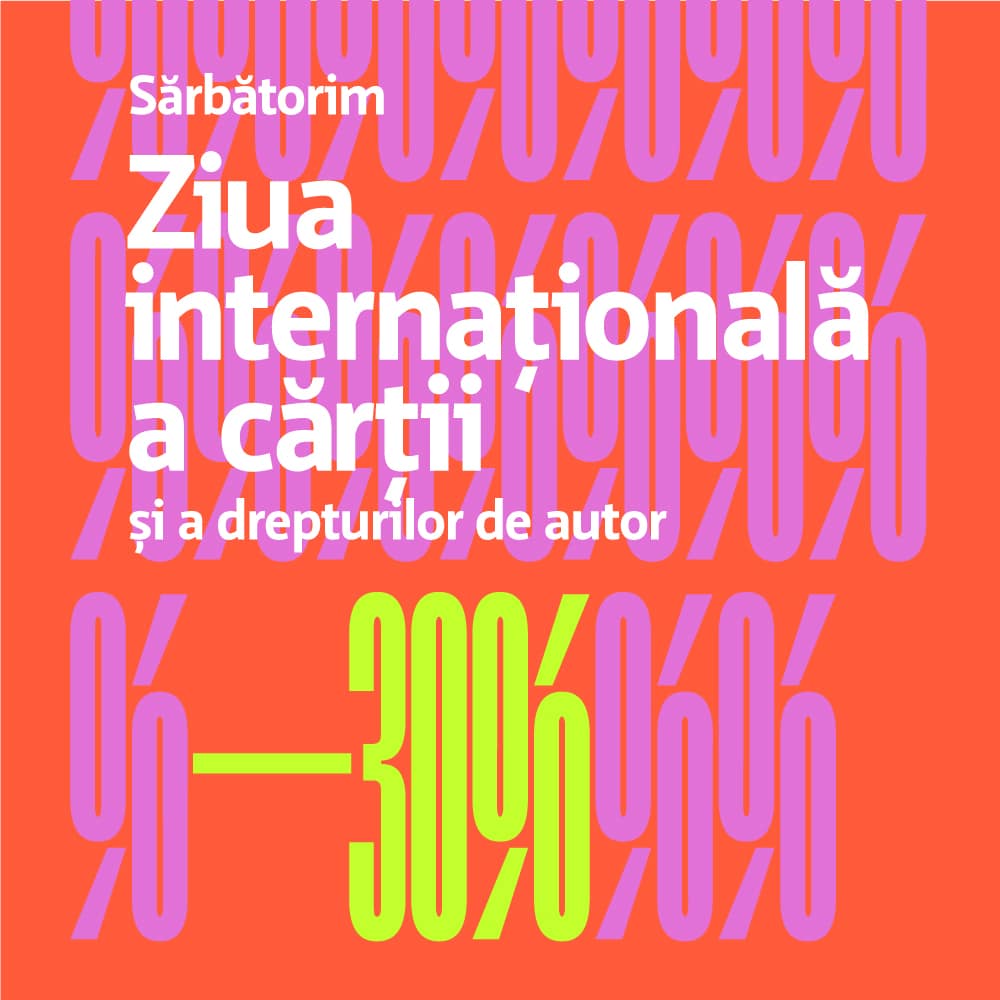 Sărbătorim
Ziua
internațională
a cărții
și a drepturilor de autor
%—30%%%